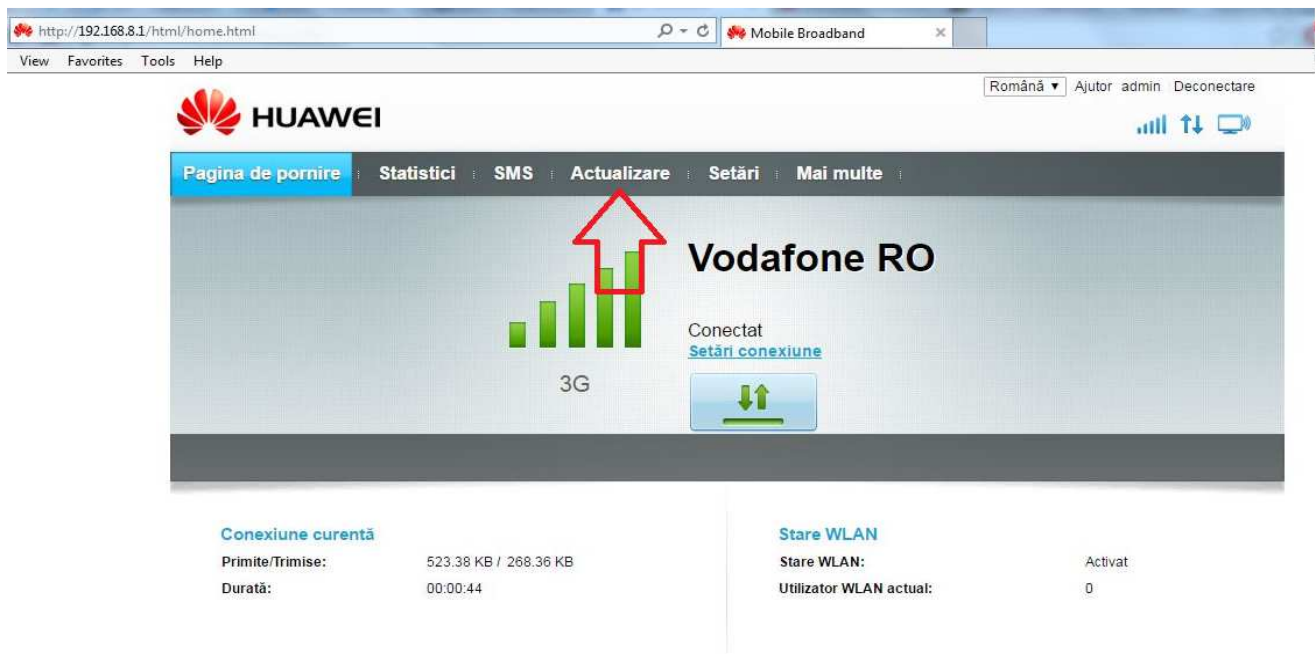 http://192.168.8.1/html/home.html Mobile Broadband
View Favorites Tools Help
Română Ajutor admin Deconectare
HUAWEI
Pagina de pornire Statistici SMS Actualizare Setări Mai multe
Vodafone RO
Conectat
Setări conexiune
3G
Conexiune curentă Stare WLAN
Primite/Trimise: 523.38 KB / 268.36 KB Stare WLAN: Activat
Durată: 00:00:44 Utilizator WLAN actual: 0